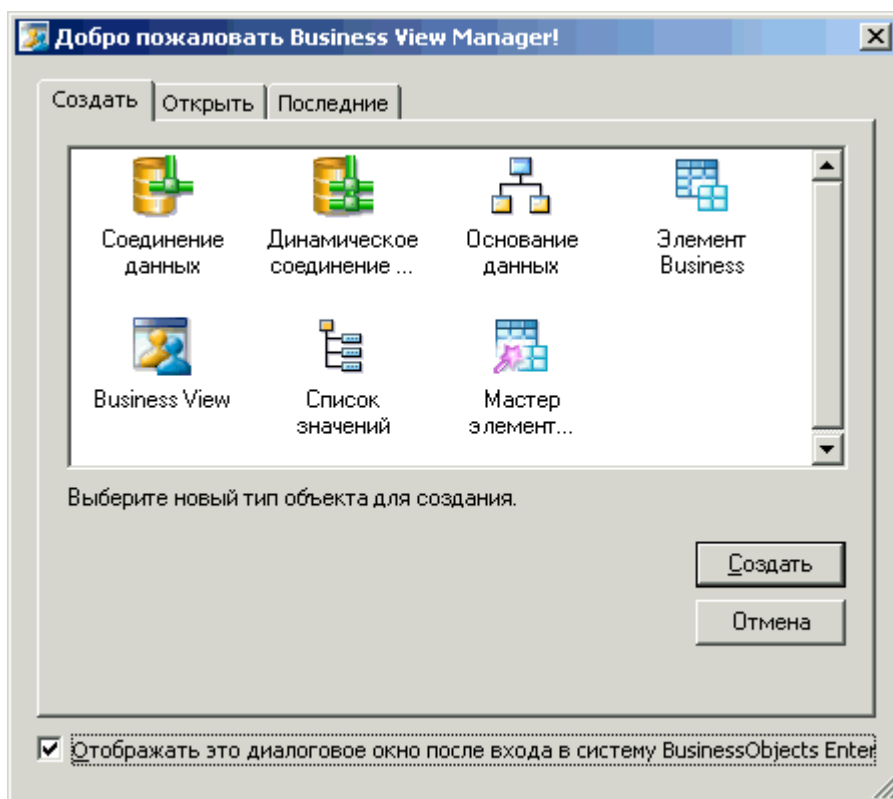 Добро пожаловать Business View Manager!
Создать Открыть Последние
Соединение данных
Динамическое соединение ...
Основание данных
Элемент Business
Business View
Список значений
Мастер элемент...
Выберите новый тип объекта для создания.
Создать
Отмена
Отображать это диалоговое окно после входа в систему BusinessObjects Enter